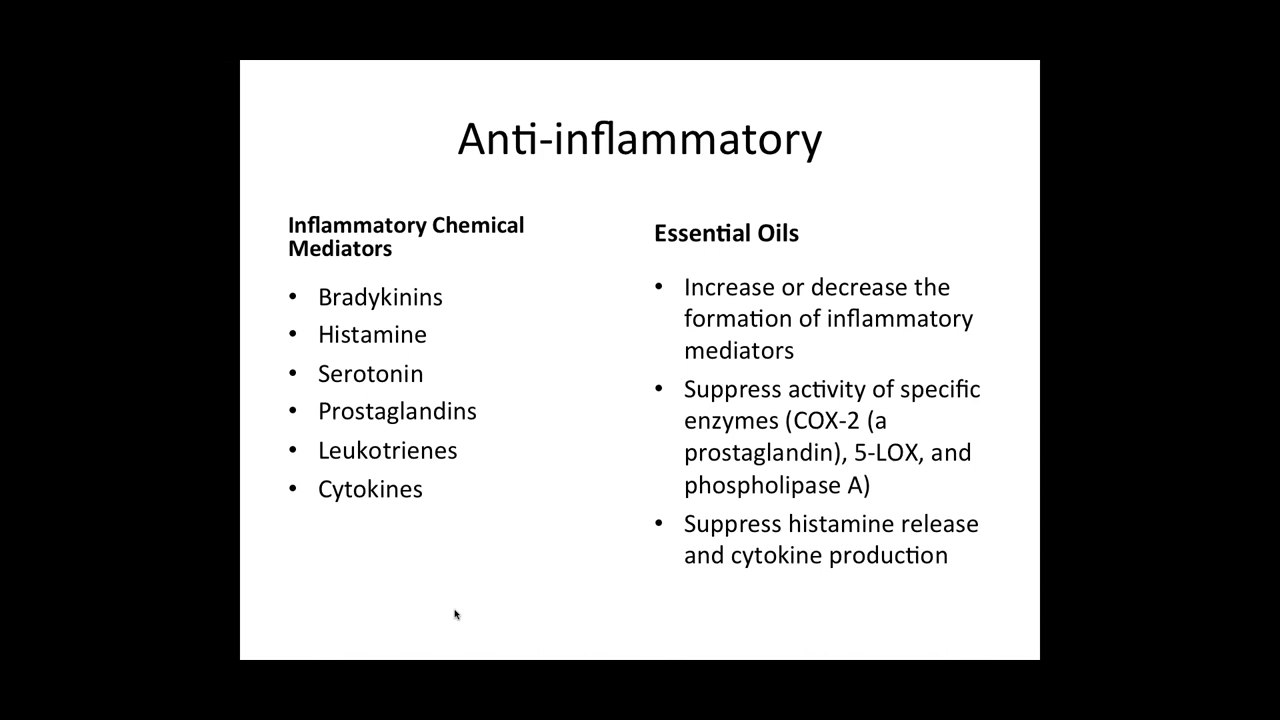 Anti-inflammatory
Inflammatory Chemical
Mediators
• Bradykinins
• Histamine
• Serotonin
• Prostaglandins
• Leukotrienes
• Cytokines
Essential Oils
• Increase or decrease the
formation of inflammatory
mediators
• Suppress activity of specific
enzymes (COX-2 (a
prostaglandin), 5-LOX, and
phospholipase A)
• Suppress histamine release
and cytokine production